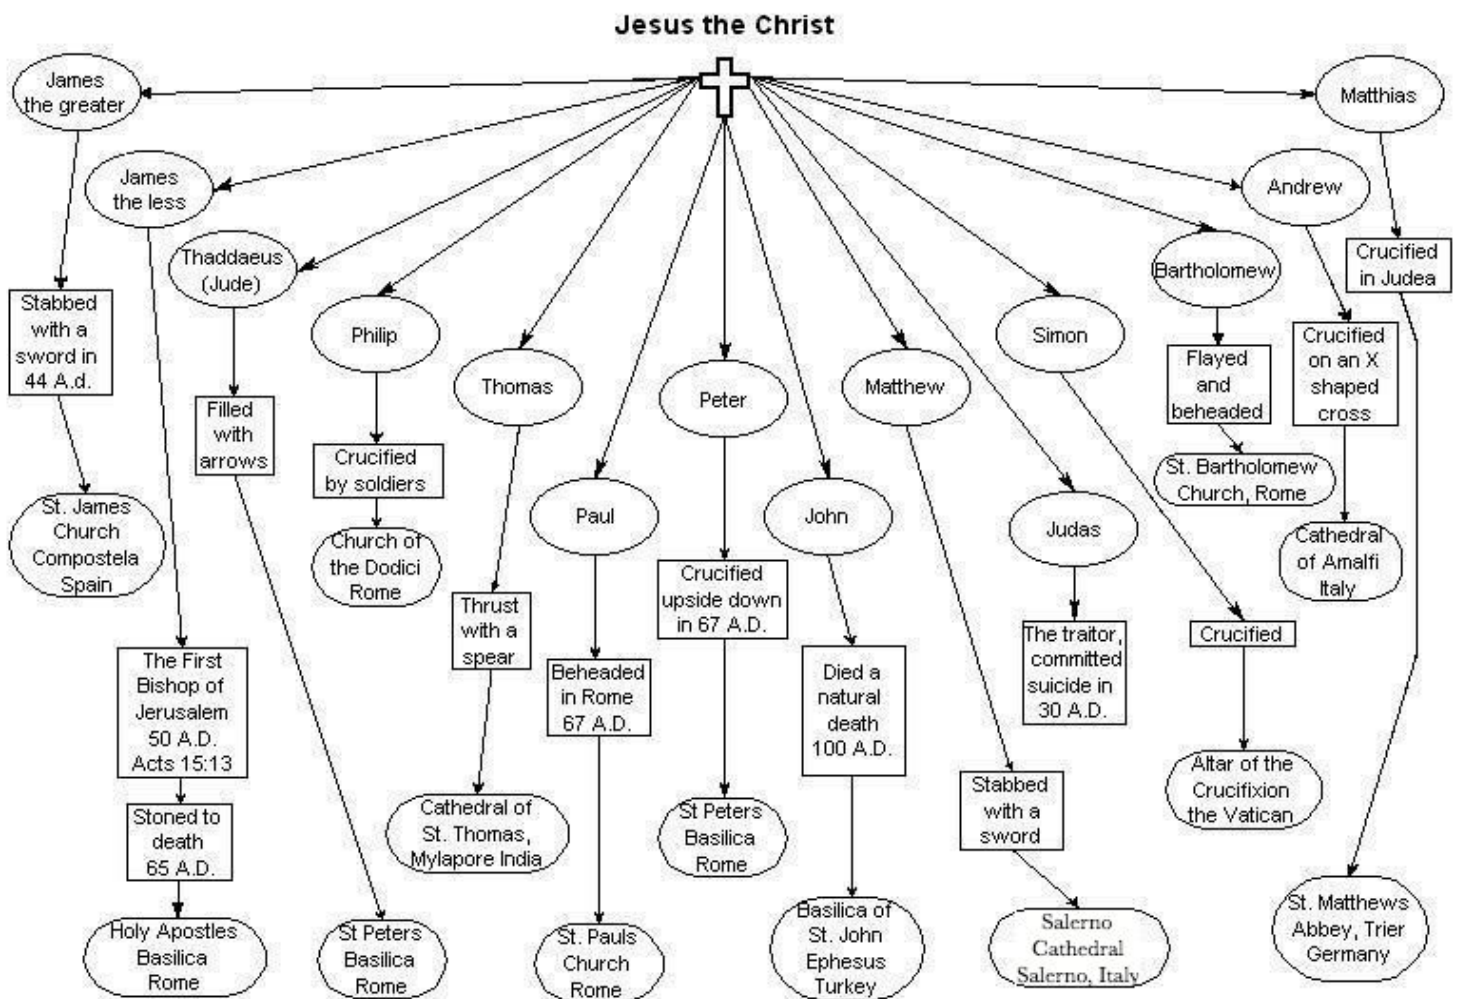 Jesus the Christ
James
the greater
Matthias
James
the less
Andrew
Thaddaeus
(Jude)
Bartholomew
Crucified
in Judea
Stabbed
with a
sword in
44 A.d.
Philip
Simon
Crucified
on an X
shaped
cross
Flayed
and
beheaded
Thomas
Peter
Matthew
Filled
with
arrows
Crucified
by soldiers
St. Bartholomew
Church, Rome
St. James
Church
Compostela
Spain
Paul
John
Judas
Church of
the Dodici
Rome
Cathedral
of Amalfi
Italy
Crucified
upside down
in 67 A.D.
Thrust
with a
spear
The traitor,
committed
suicide in
30 A.D.
Crucified
The First
Bishop of
Jerusalem
50 A.D.
Acts 15:13
Beheaded
in Rome
67 A.D.
Died a
natural
death
100 A.D.
Altar of the
Crucifixion
the Vatican
Stabbed
with a
sword
Stoned to
death
65 A.D.
Cathedral of
St. Thomas,
Mylapore India
St Peters
Basilica
Rome
St. Matthews
Abbey, Trier
Germany
Holy Apostles
Basilica
Rome
St Peters
Basilica
Rome
St. Pauls
Church
Rome
Basilica of
St. John
Ephesus
Turkey
Salerno
Cathedral
Salerno, Italy